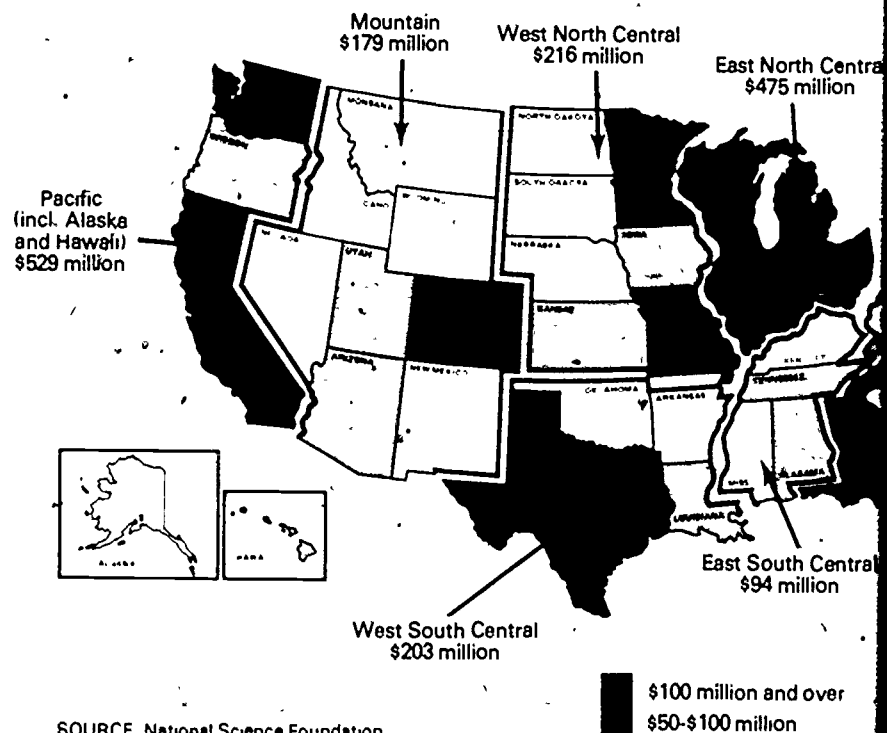 Mountain
$179 million
West North Central
$216 million
East North Centra
$475 million
Pacific
(incl. Alaska
and Hawaii)
$529 million
MONTANA
NORTH DAKOTA
SOUTH DAKOTA
NEBRASKA
UTAH
IOWA
KANSAS
ARIZONA
NEW MEXICO
OKLAHOMA
ARKANSAS
TENNESSEE
MISS
ALABAMA
LOUISIANA
ALASKA
East South Central
$94 million
West South Central
$203 million
$100 million and over
$50-$100 million
SOURCE National Science Foundation